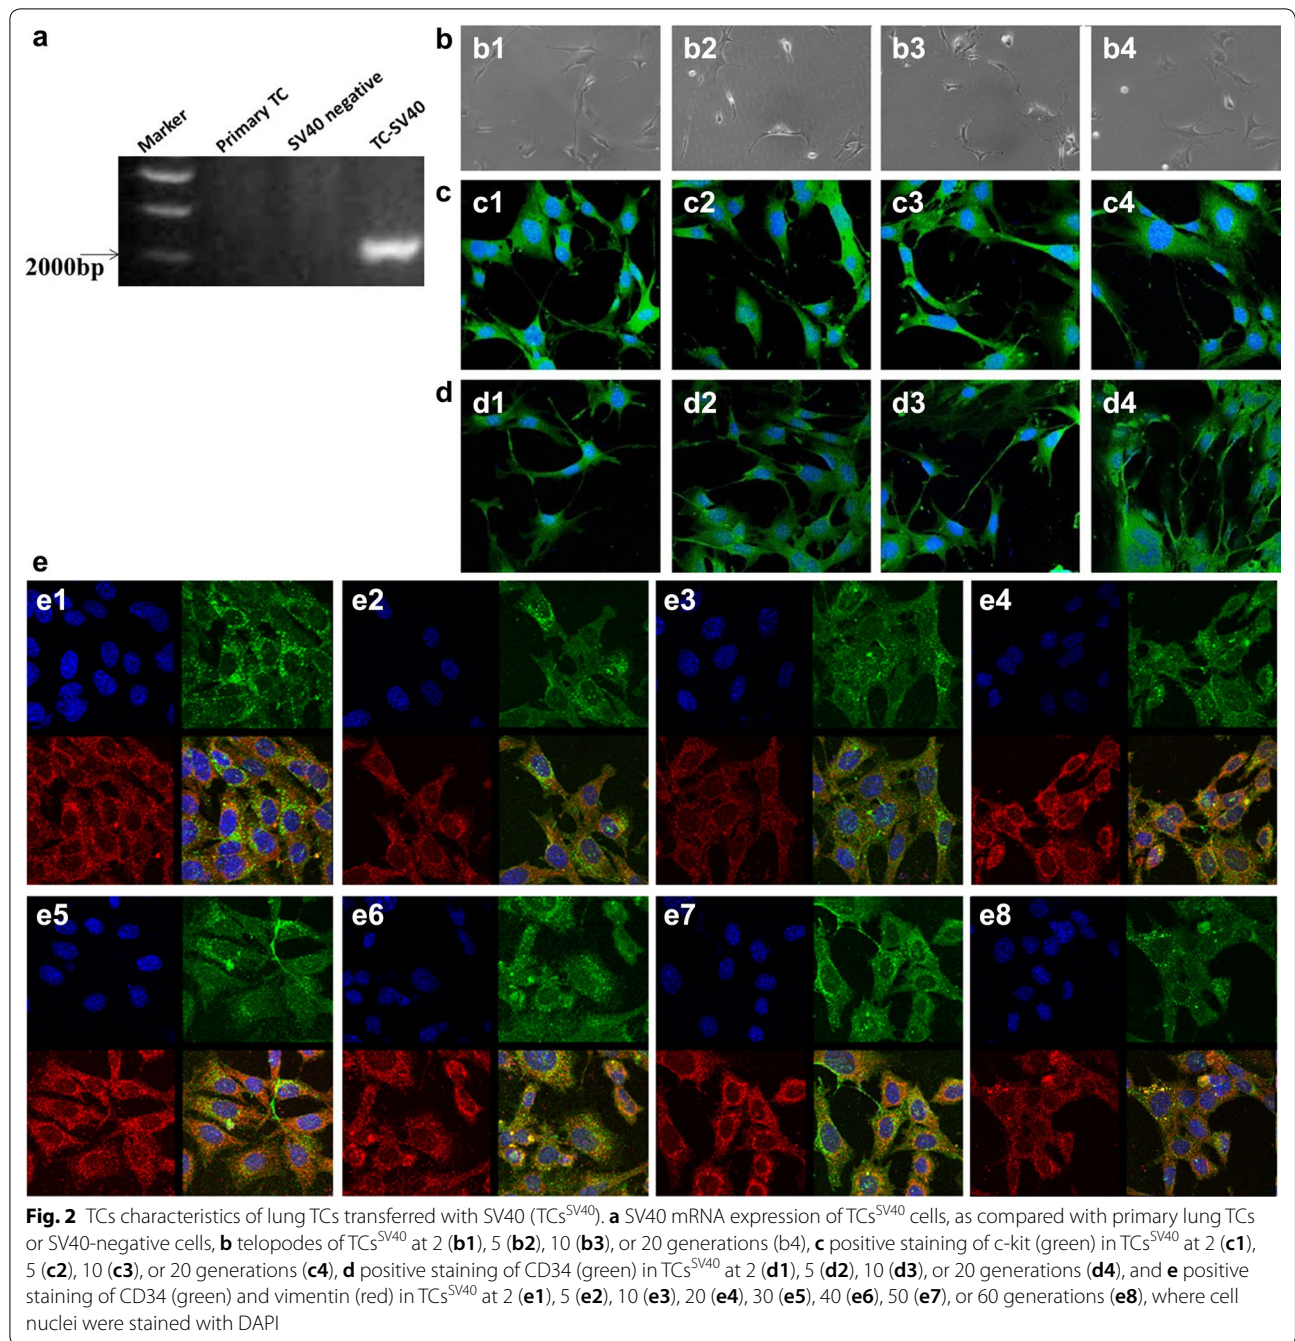 a
Marker
Primary TC
SV40 negative
TC-SV40
2000bp
b
b1
b2
b3
b4
c
c1
c2
c3
c4
d
d1
d2
d3
d4
e
e1
e2
e3
e4
e5
e6
e7
e8
Fig. 2 TCs characteristics of lung TCs transferred with SV40 (TCsSV40). a SV40 mRNA expression of TCsSV40 cells, as compared with primary lung TCs
or SV40-negative cells, b telopodes of TCsSV40 at 2 (b1), 5 (b2), 10 (b3), or 20 generations (b4), c positive staining of c-kit (green) in TCsSV40 at 2 (c1),
5 (c2), 10 (c3), or 20 generations (c4), d positive staining of CD34 (green) in TCsSV40 at 2 (d1), 5 (d2), 10 (d3), or 20 generations (d4), and e positive
staining of CD34 (green) and vimentin (red) in TCsSV40 at 2 (e1), 5 (e2), 10 (e3), 20 (e4), 30 (e5), 40 (e6), 50 (e7), or 60 generations (e8), where cell
nuclei were stained with DAPI